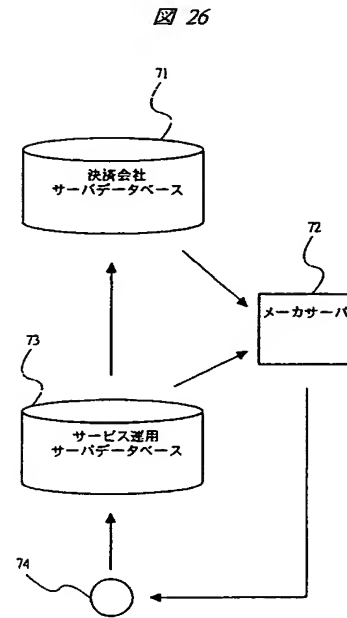 図 26
71
決済会社
サーバデータベース
72
メーカサーバ
73
サービス運用
サーバデータベース
74